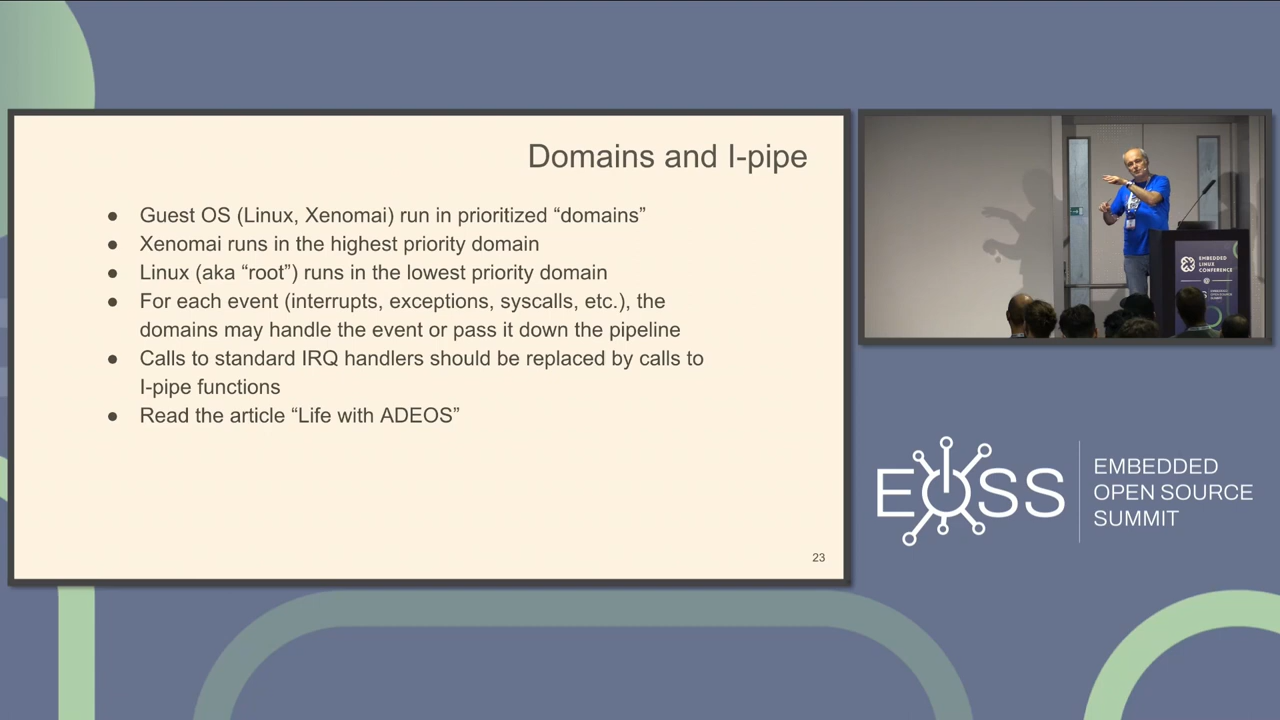 Domains and I-pipe
● Guest OS (Linux, Xenomai) run in prioritized “domains”
● Xenomai runs in the highest priority domain
● Linux (aka “root”) runs in the lowest priority domain
● For each event (interrupts, exceptions, syscalls, etc.), the
domains may handle the event or pass it down the pipeline
● Calls to standard IRQ handlers should be replaced by calls to
I-pipe functions
● Read the article “Life with ADEOS”
23
EMBEDDED
LINUX
CONFERENCE
EOSS
EMBEDDED
OPEN SOURCE
SUMMIT